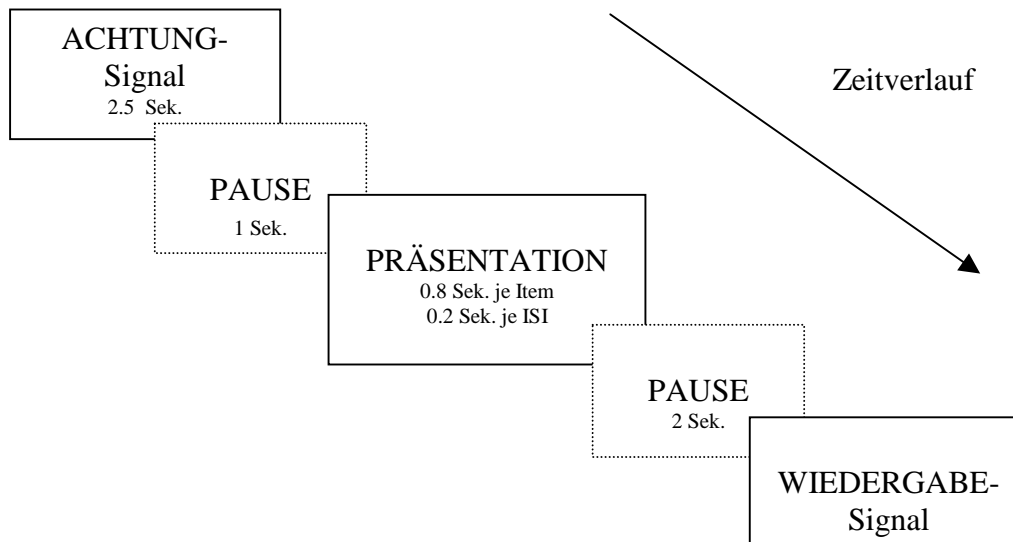 ACHTUNG-
Signal
2.5 Sek.
Zeitverlauf
PAUSE
1 Sek.
PRÄSENTATION
0.8 Sek. je Item
0.2 Sek. je ISI
PAUSE
2 Sek.
WIEDERGABE-
Signal